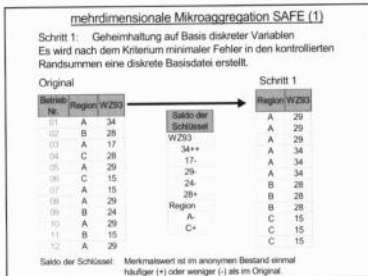 mehrdimensionale Mikroaggregation SAFE (1)
Schritt 1: Geheimhaltung auf Basis diskreter Variablen
Es wird nach dem Kriterium minimaler Fehler in den kontrollierten
Randsummen eine diskrete Basisdatei erstellt.
Original
Betrieb Nr. Region WZ93
01 A 34
02 B 28
03 A 17
04 C 28
05 A 29
06 C 15
07 A 15
08 A 29
09 B 24
10 A 29
11 B 15
12 A 29
Saldo der
Schlüssel
WZ93
34++
17-
29-
24-
28+
Region
A-
C+
Schritt 1
Region WZ93
A 29
A 29
A 29
A 34
A 34
A 34
B 28
B 28
B 28
C 15
C 15
C 15
Saldo der Schlüssel: Merkmalswert ist im anonymen Bestand einmal
häufiger (+) oder weniger (-) als im Original.